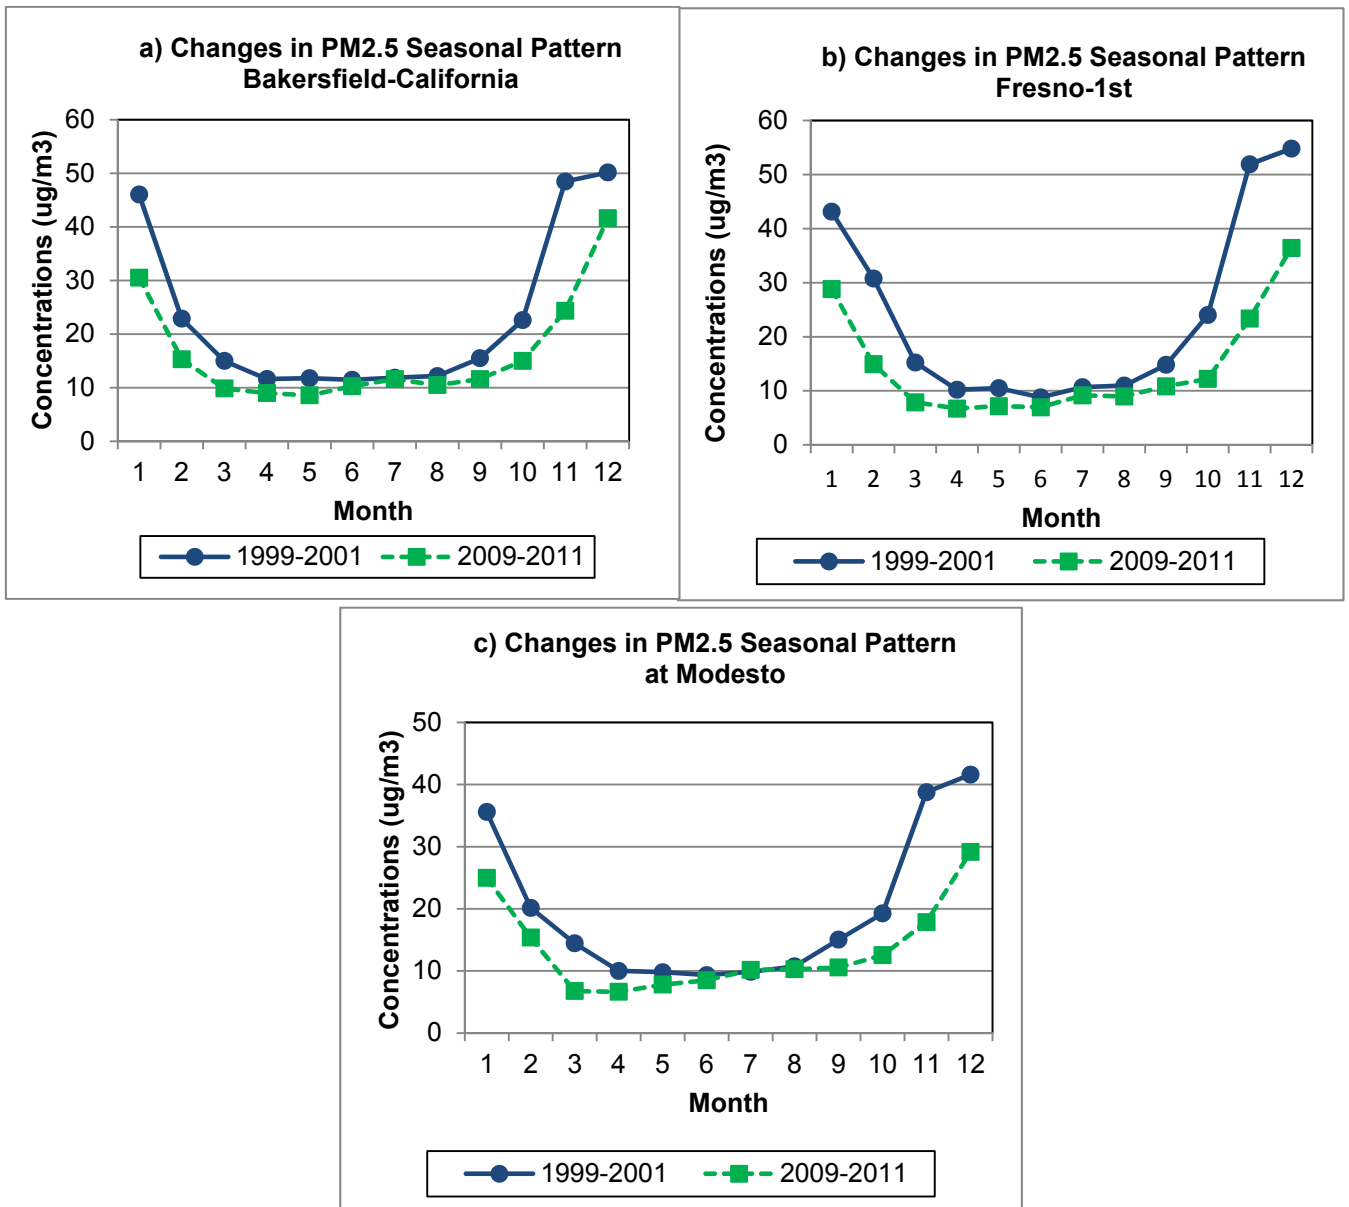 a) Changes in PM2.5 Seasonal Pattern
Bakersfield-California
Concentrations (ug/m3)
60
50
40
30
20
10
0
1 2 3 4 5 6 7 8 9 10 11 12
Month
1999-2001 2009-2011
b) Changes in PM2.5 Seasonal Pattern
Fresno-1st
Concentrations (ug/m3)
60
50
40
30
20
10
0
1 2 3 4 5 6 7 8 9 10 11 12
Month
1999-2001 2009-2011
c) Changes in PM2.5 Seasonal Pattern
at Modesto
Concentrations (ug/m3)
50
40
30
20
10
0
1 2 3 4 5 6 7 8 9 10 11 12
Month
1999-2001 2009-2011